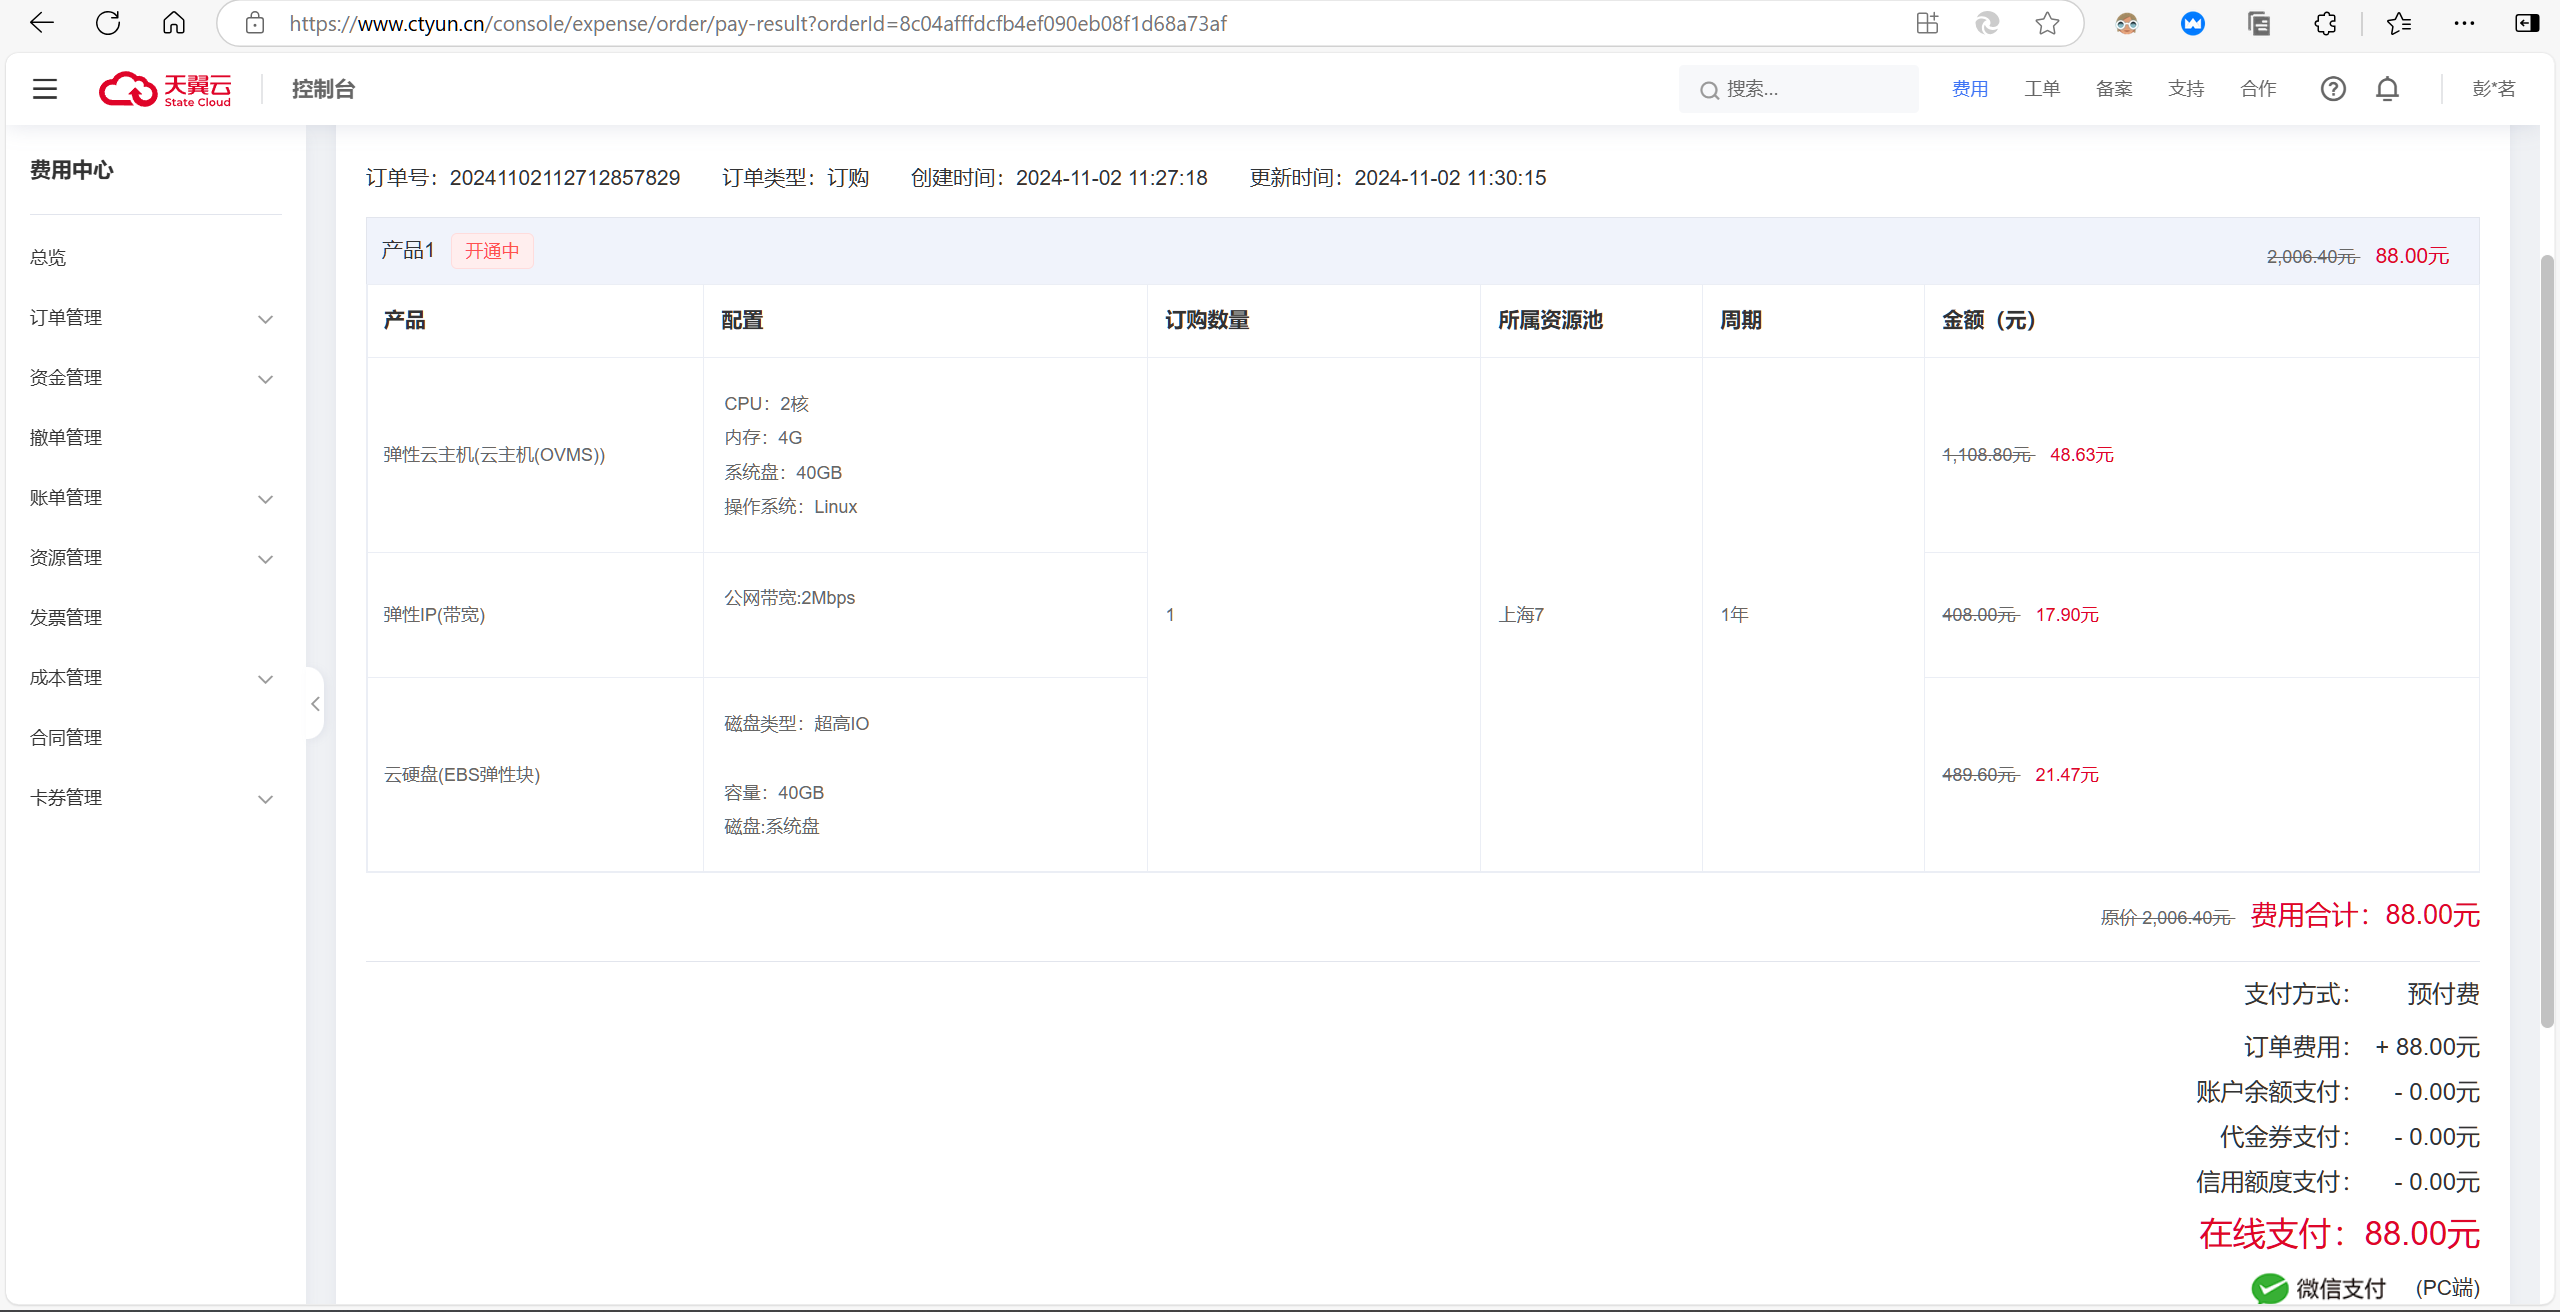 https://www.ctyun.cn/console/expense/order/pay-result?orderId=8c04afffdcfb4ef090eb08f1d68a73af
天翼云
State Cloud
控制台
搜索...
费用
工单
备案
支持
合作
彭*茗
费用中心
总览
订单管理
资金管理
撤单管理
账单管理
资源管理
发票管理
成本管理
合同管理
卡券管理
订单号：20241102112712857829 订单类型：订购 创建时间：2024-11-02 11:27:18 更新时间：2024-11-02 11:30:15
产品1 开通中 2,006.40元 88.00元
产品 配置 订购数量 所属资源池 周期 金额（元）
弹性云主机(云主机(OVMS))
CPU：2核
内存：4G
系统盘：40GB
操作系统：Linux
1,108.80元 48.63元
弹性IP(带宽)
公网带宽:2Mbps
1
上海7
1年
408.00元 17.90元
云硬盘(EBS弹性块)
磁盘类型：超高IO
容量：40GB
磁盘:系统盘
489.60元 21.47元
原价 2,006.40元 费用合计：88.00元
支付方式： 预付费
订单费用： + 88.00元
账户余额支付： - 0.00元
代金券支付： - 0.00元
信用额度支付： - 0.00元
在线支付：88.00元
微信支付 (PC端)